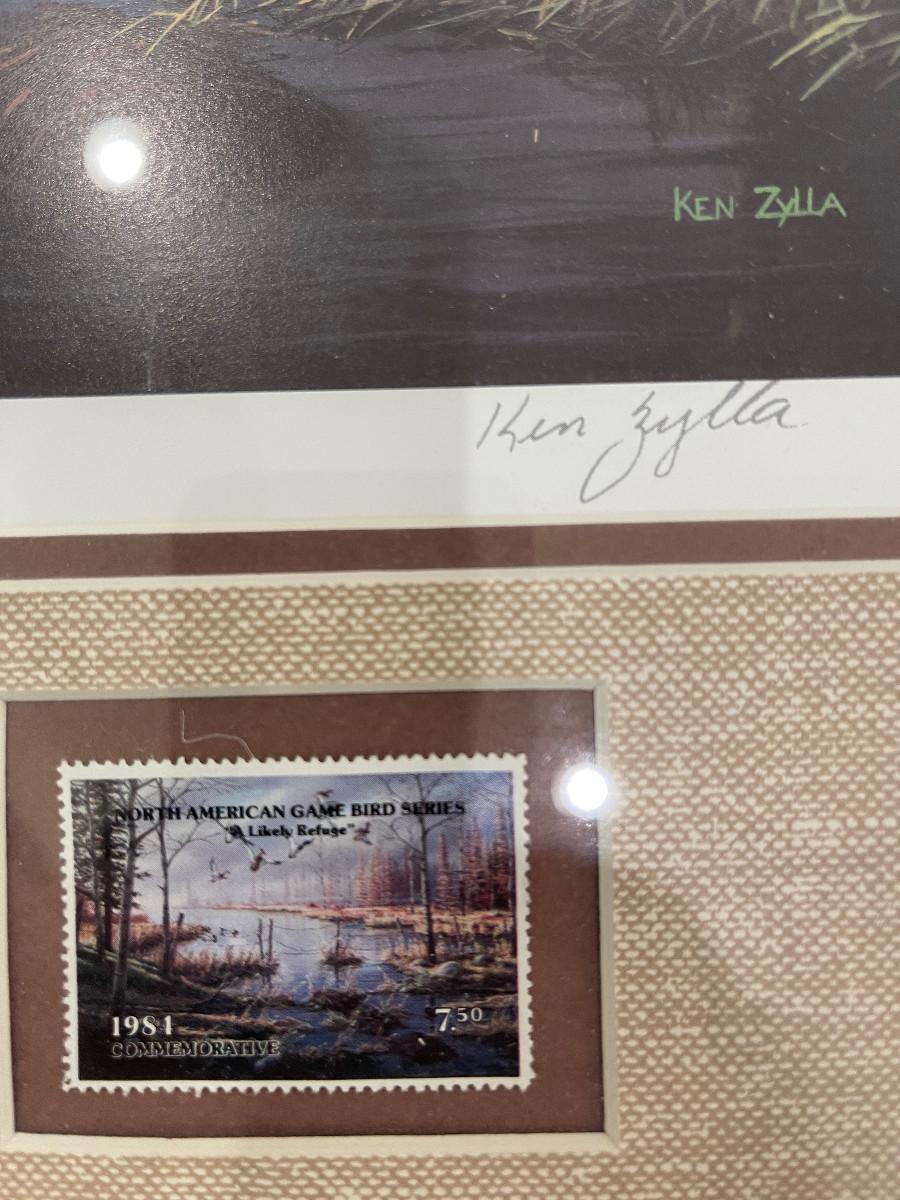 KEN ZYLLA
Ken Zylla
NORTH AMERICAN GAME BIRD SERIES
"A Likely Refuge"
1984
7.50
COMMEMORATIVE